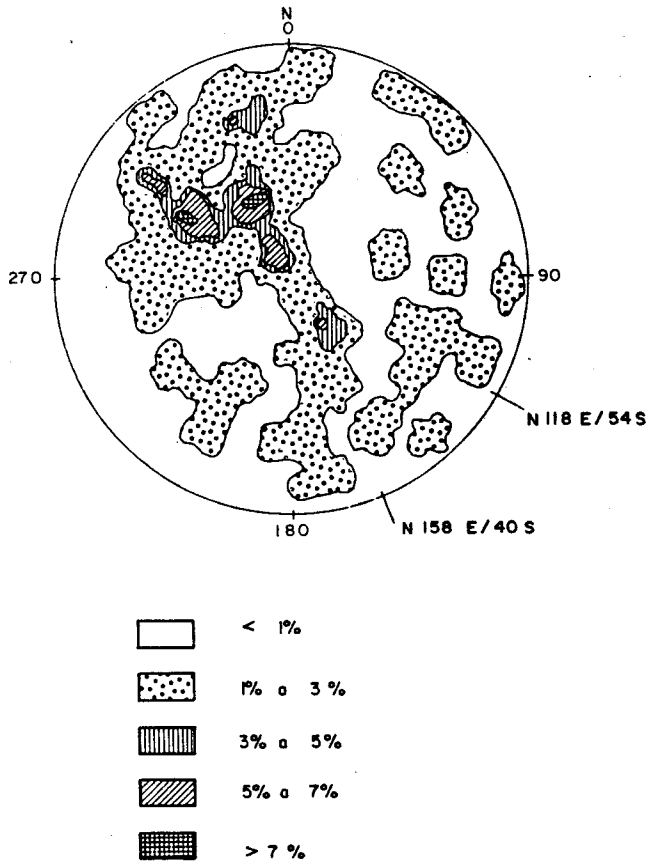 N
0
270
90
N 118 E/54 S
N 158 E/40 S
180
< 1%
1% a 3%
3% a 5%
5% a 7%
> 7 %